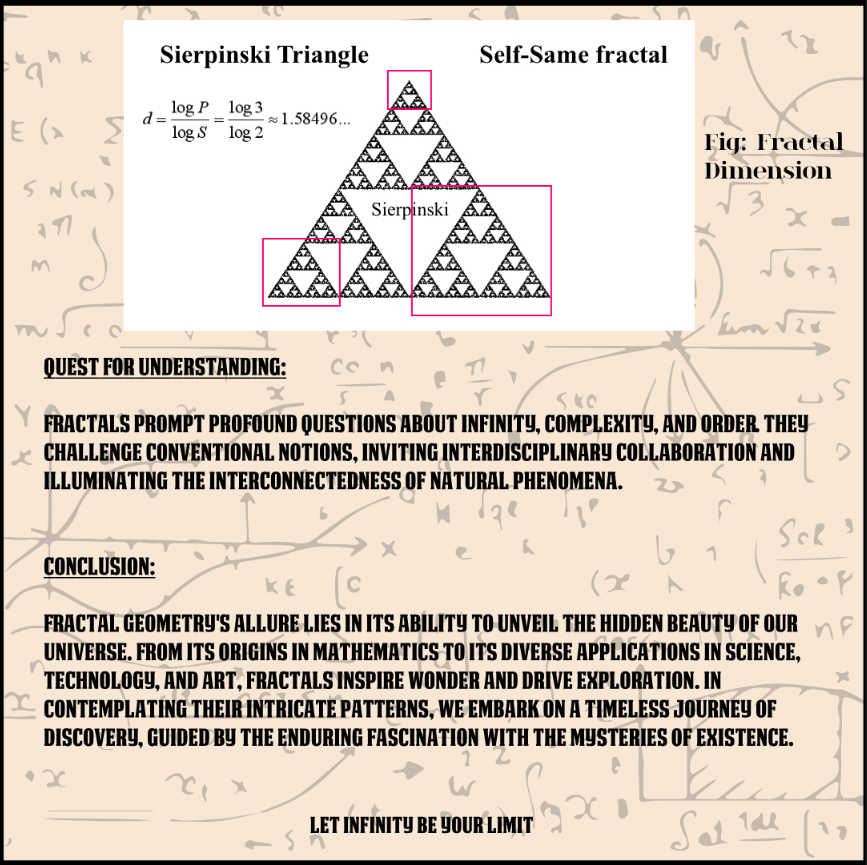 Sierpinski Triangle
Self-Same fractal
d = log P / log S = log 3 / log 2 ≈ 1.58496...
Fig: Fractal
Dimension
Sierpinski
QUEST FOR UNDERSTANDING:
FRACTALS PROMPT PROFOUND QUESTIONS ABOUT INFINITY, COMPLEXITY, AND ORDER. THEY
CHALLENGE CONVENTIONAL NOTIONS, INVITING INTERDISCIPLINARY COLLABORATION AND
ILLUMINATING THE INTERCONNECTEDNESS OF NATURAL PHENOMENA.
CONCLUSION:
FRACTAL GEOMETRY'S ALLURE LIES IN ITS ABILITY TO UNVEIL THE HIDDEN BEAUTY OF OUR
UNIVERSE. FROM ITS ORIGINS IN MATHEMATICS TO ITS DIVERSE APPLICATIONS IN SCIENCE,
TECHNOLOGY, AND ART, FRACTALS INSPIRE WONDER AND DRIVE EXPLORATION. IN
CONTEMPLATING THEIR INTRICATE PATTERNS, WE EMBARK ON A TIMELESS JOURNEY OF
DISCOVERY, GUIDED BY THE ENDURING FASCINATION WITH THE MYSTERIES OF EXISTENCE.
LET INFINITY BE YOUR LIMIT